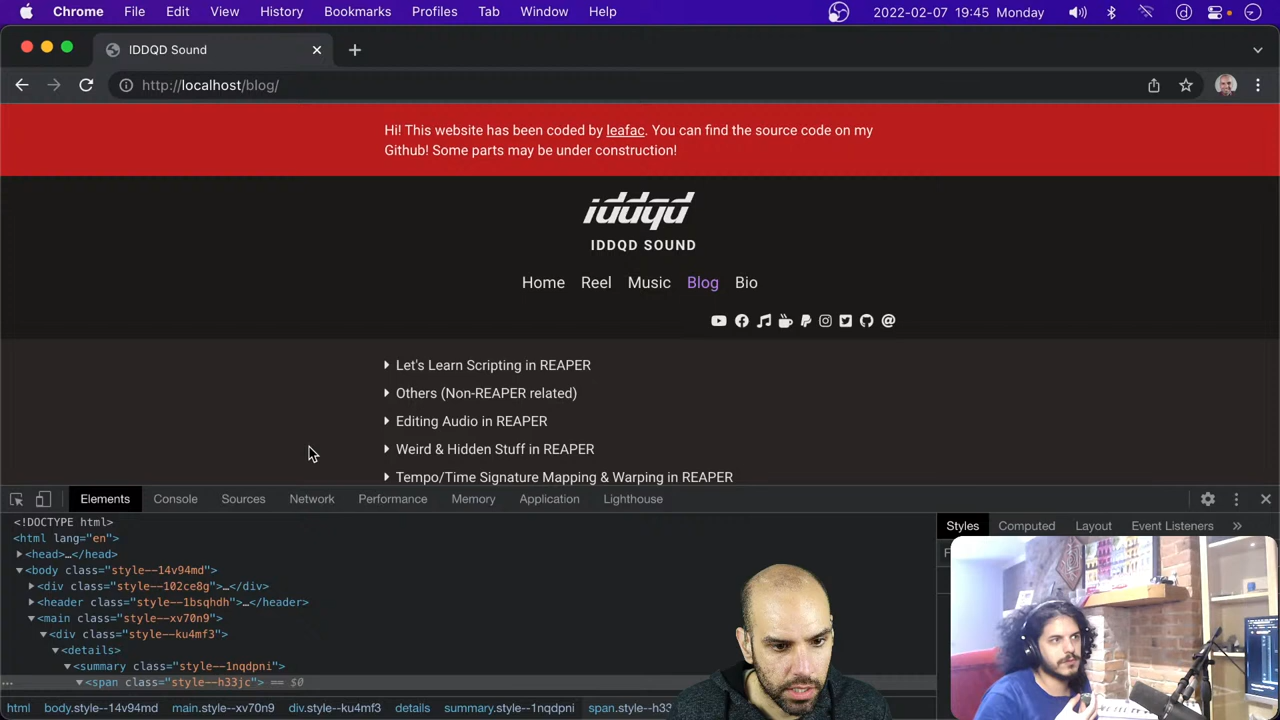 Chrome File Edit View History Bookmarks Profiles Tab Window Help 2022-02-07 19:45 Monday
IDDQD Sound
http://localhost/blog/
Hi! This website has been coded by leafac. You can find the source code on my
Github! Some parts may be under construction!
iddqd
IDDQD SOUND
Home Reel Music Blog Bio
Let's Learn Scripting in REAPER
Others (Non-REAPER related)
Editing Audio in REAPER
Weird & Hidden Stuff in REAPER
Tempo/Time Signature Mapping & Warping in REAPER
Elements Console Sources Network Performance Memory Application Lighthouse
<!DOCTYPE html>
<html lang="en">
<head>…</head>
<body class="style--14v94md">
<div class="style--102ce8g">…</div>
<header class="style--1bsqhdh">…</header>
<main class="style--xv70n9">
<div class="style--ku4mf3">
<details>
<summary class="style--1nqdpni">
<span class="style--h33jc"> == $0
html body.style--14v94md main.style--xv70n9 div.style--ku4mf3 details summary.style--1nqdpni span.style--h33
Styles Computed Layout Event Listeners